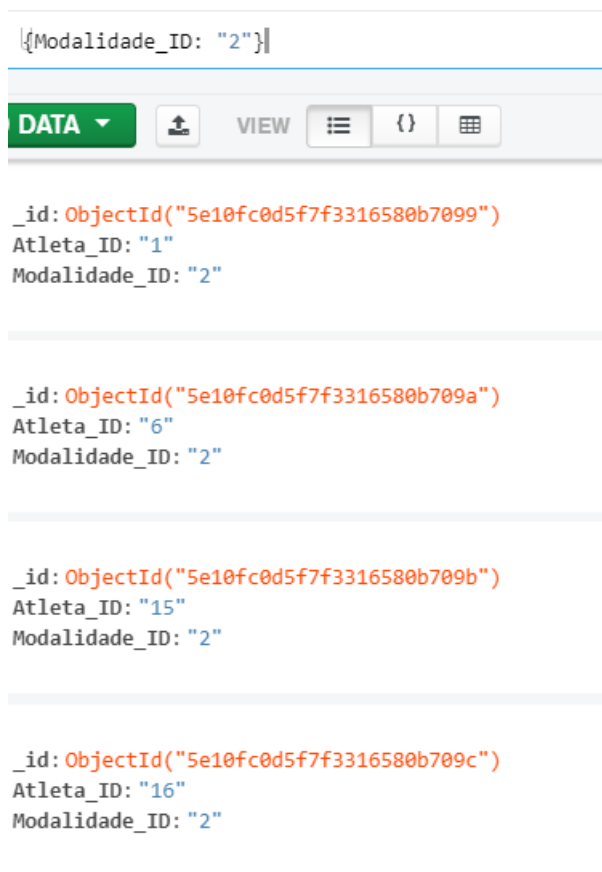 {Modalidade_ID: "2"}
DATA
VIEW
{}
_id: ObjectId("5e10fc0d5f7f3316580b7099")
Atleta_ID: "1"
Modalidade_ID: "2"
_id: ObjectId("5e10fc0d5f7f3316580b709a")
Atleta_ID: "6"
Modalidade_ID: "2"
_id: ObjectId("5e10fc0d5f7f3316580b709b")
Atleta_ID: "15"
Modalidade_ID: "2"
_id: ObjectId("5e10fc0d5f7f3316580b709c")
Atleta_ID: "16"
Modalidade_ID: "2"